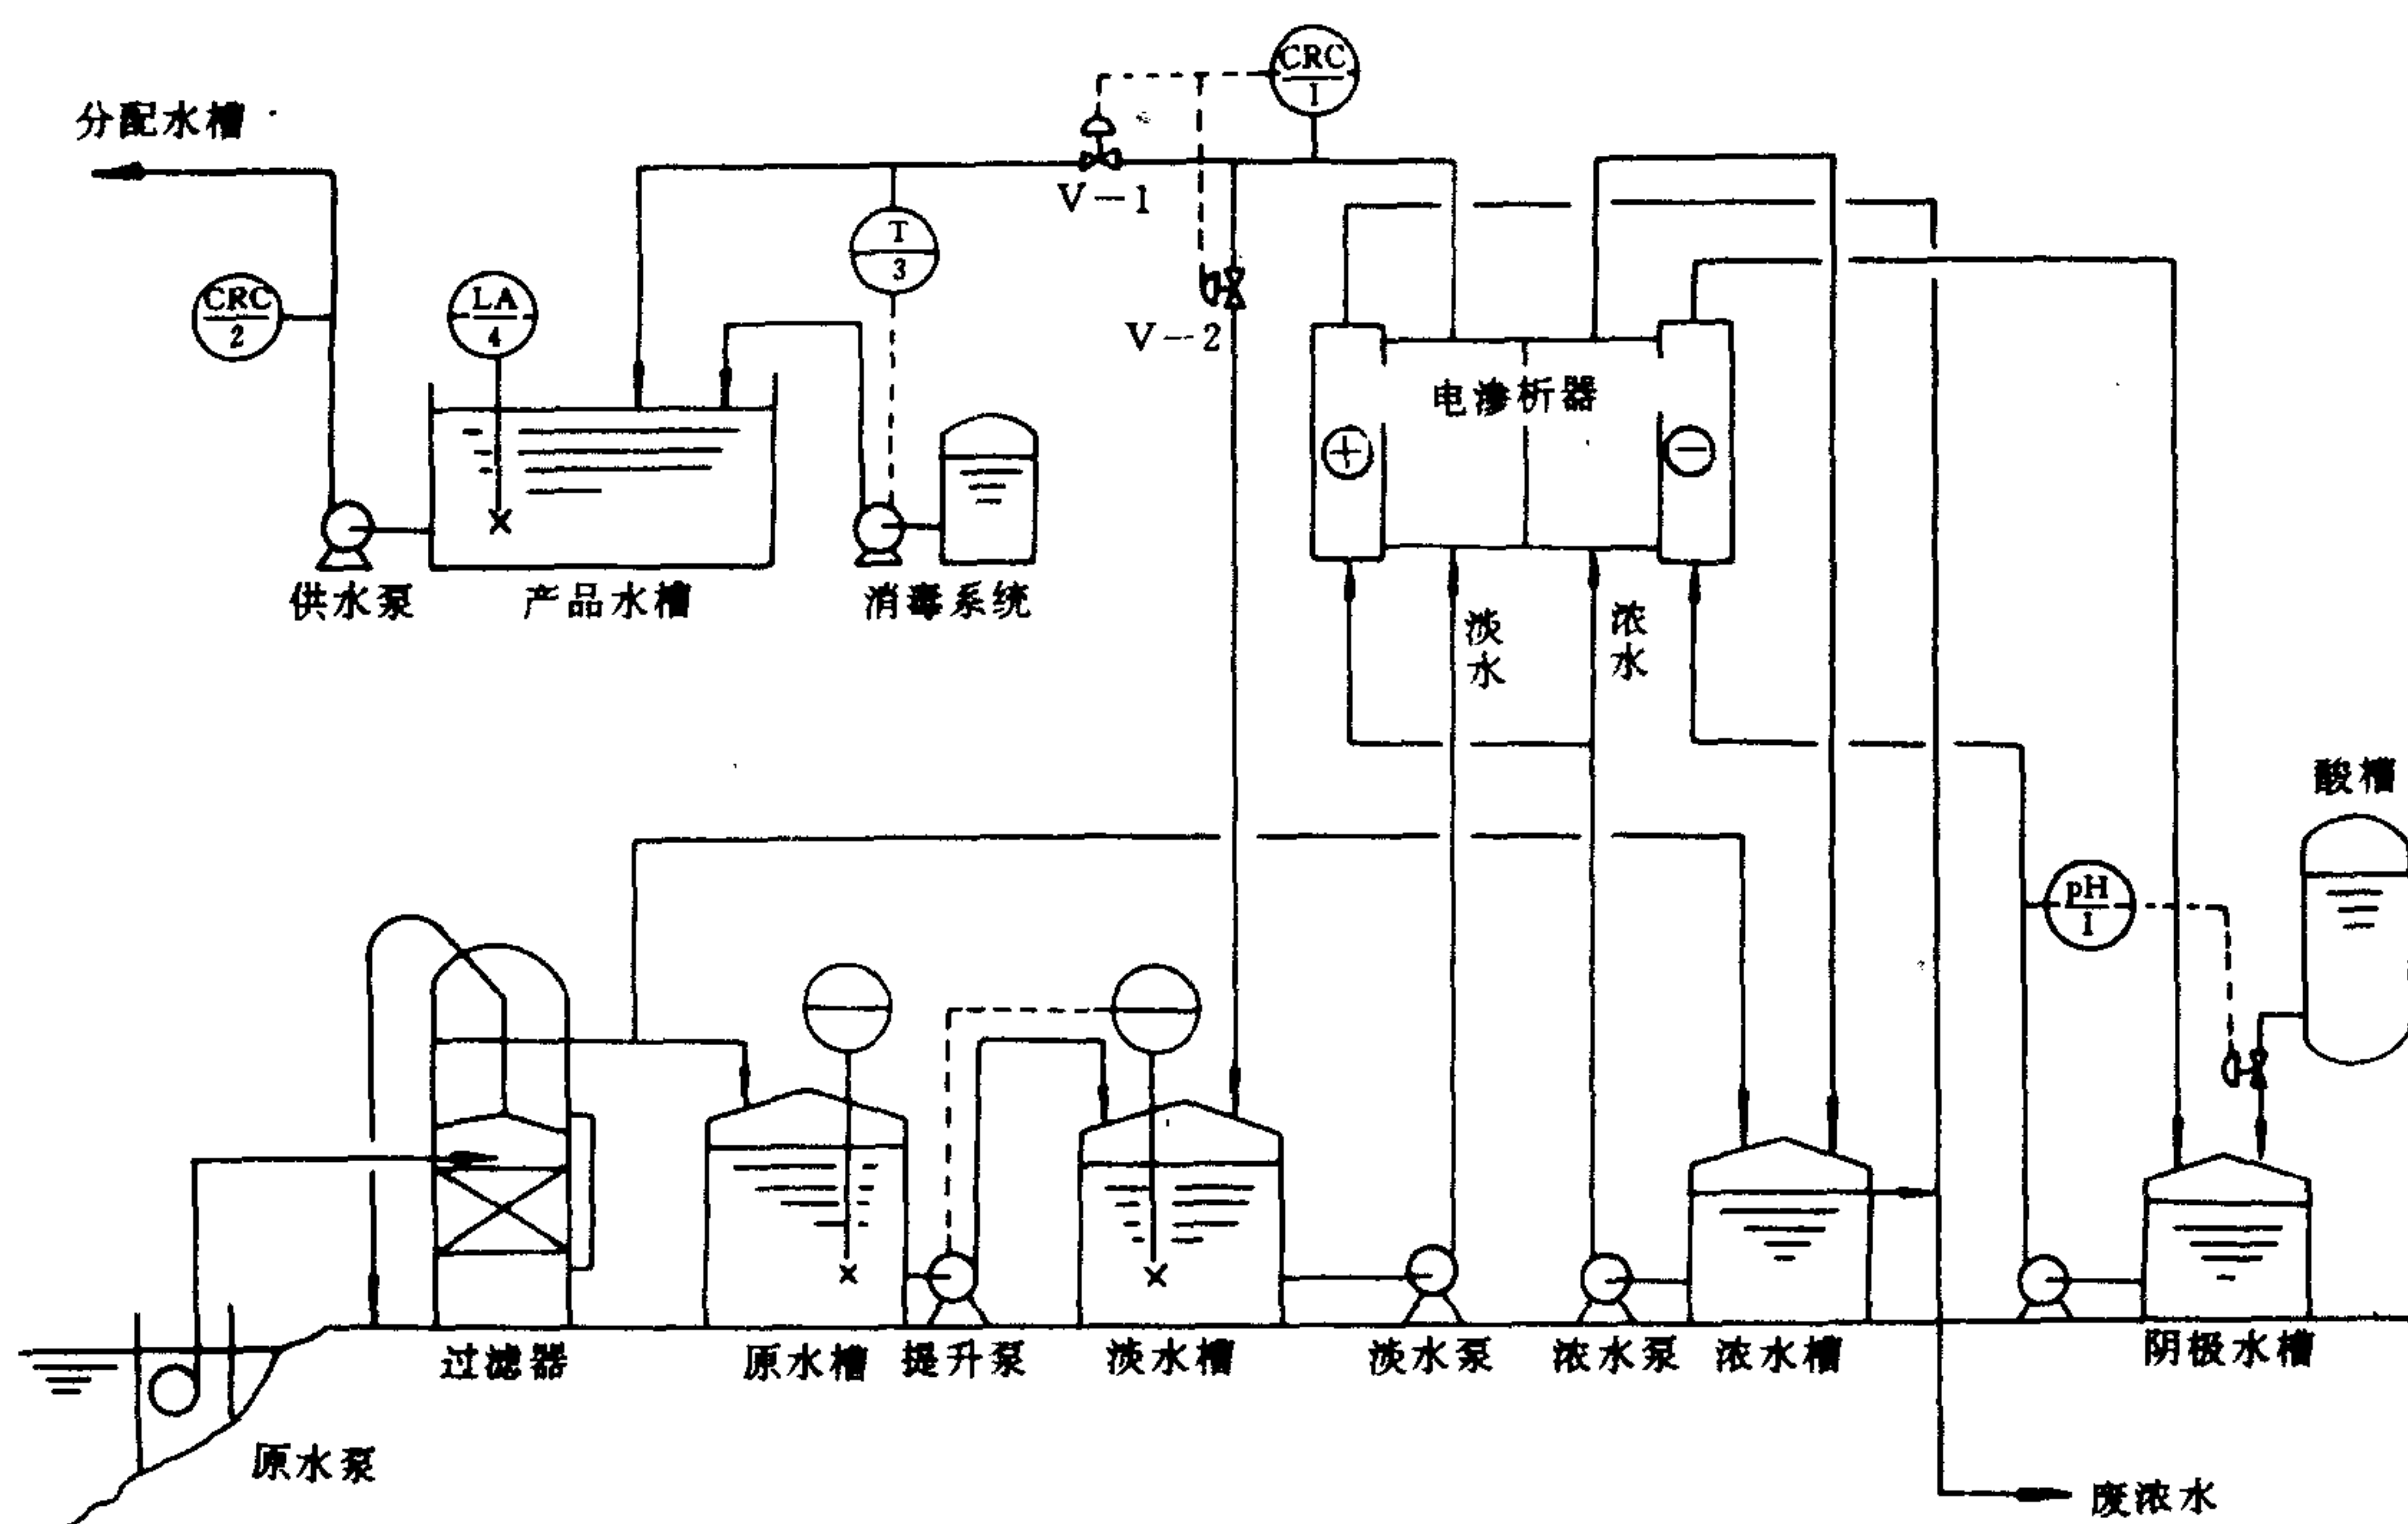 CRC
1
分配水槽
V-1
T
3
CRC
2
LA
4
V-2
电渗析器
+
−
供水泵
产品水槽
消毒系统
淡水
浓水
酸槽
pH
1
过滤器
原水槽
提升泵
淡水槽
淡水泵
浓水泵
浓水槽
阴极水槽
原水泵
废浓水